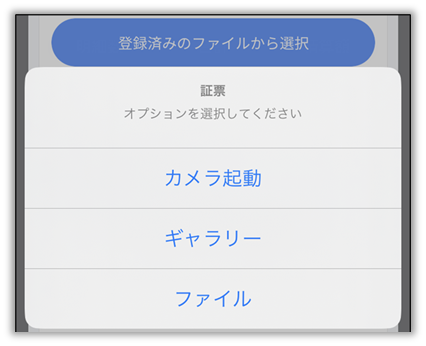 登録済みのファイルから選択
証票
オプションを選択してください
カメラ起動
ギャラリー
ファイル